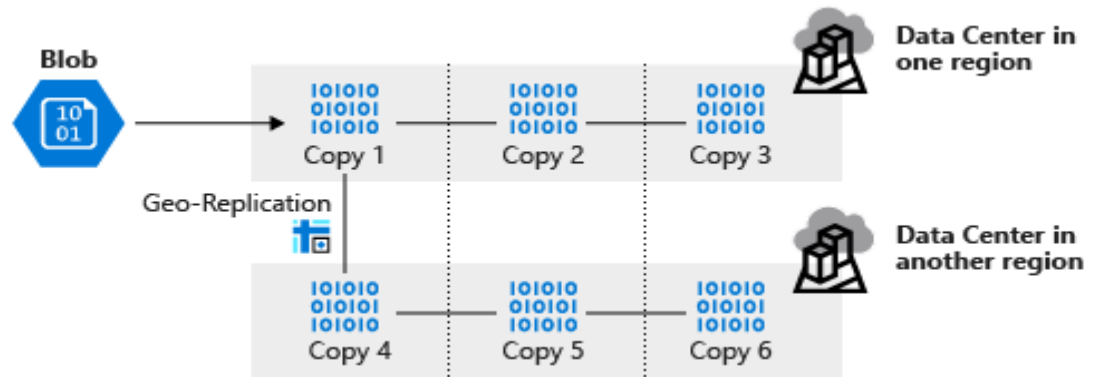 Blob
10
01
Data Center in
one region
101010
010101
101010
Copy 1
101010
010101
101010
Copy 2
101010
010101
101010
Copy 3
Geo-Replication
Data Center in
another region
101010
010101
101010
Copy 4
101010
010101
101010
Copy 5
101010
010101
101010
Copy 6